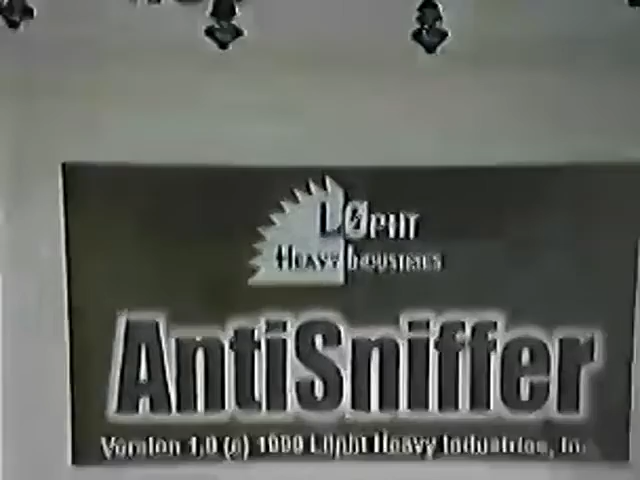 LØPHT
HEAVY INDUSTRIES
AntiSniffer
Version 1.0 (c) 1999 L0pht Heavy Industries, Inc.